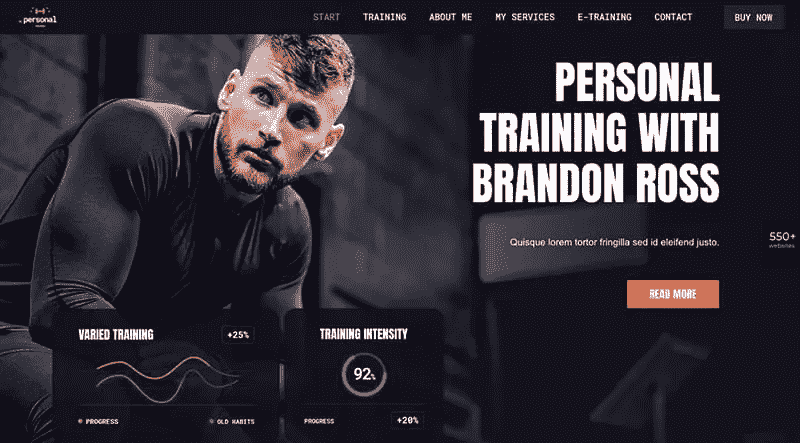 personal
START TRAINING ABOUT ME MY SERVICES E-TRAINING CONTACT BUY NOW
PERSONAL
TRAINING WITH
BRANDON ROSS
Quisque lorem tortor fringilla sed id eleifend justo.
550+
websites
READ MORE
VARIED TRAINING +25%
TRAINING INTENSITY
92%
PROGRESS OLD HABITS
PROGRESS +20%